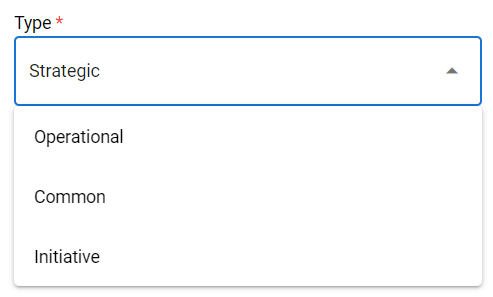 Type *
Strategic
Operational
Common
Initiative